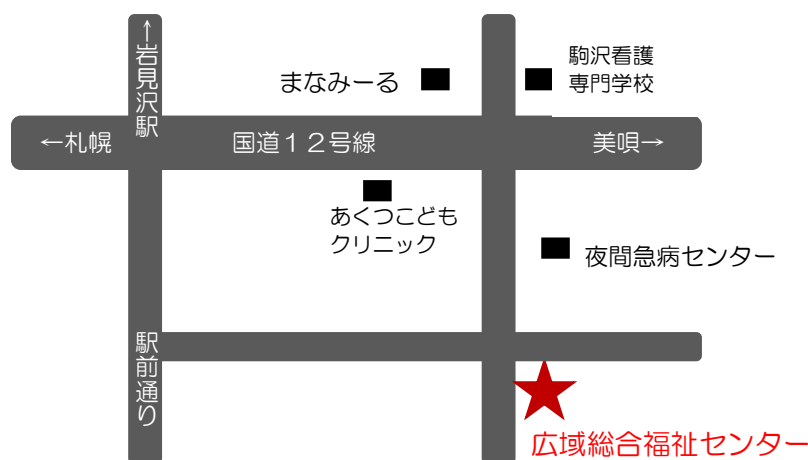 ↑岩見沢駅
まなみーる
駒沢看護
専門学校
←札幌
国道１２号線
美唄→
あくつこども
クリニック
夜間急病センター
駅前通り
広域総合福祉センター